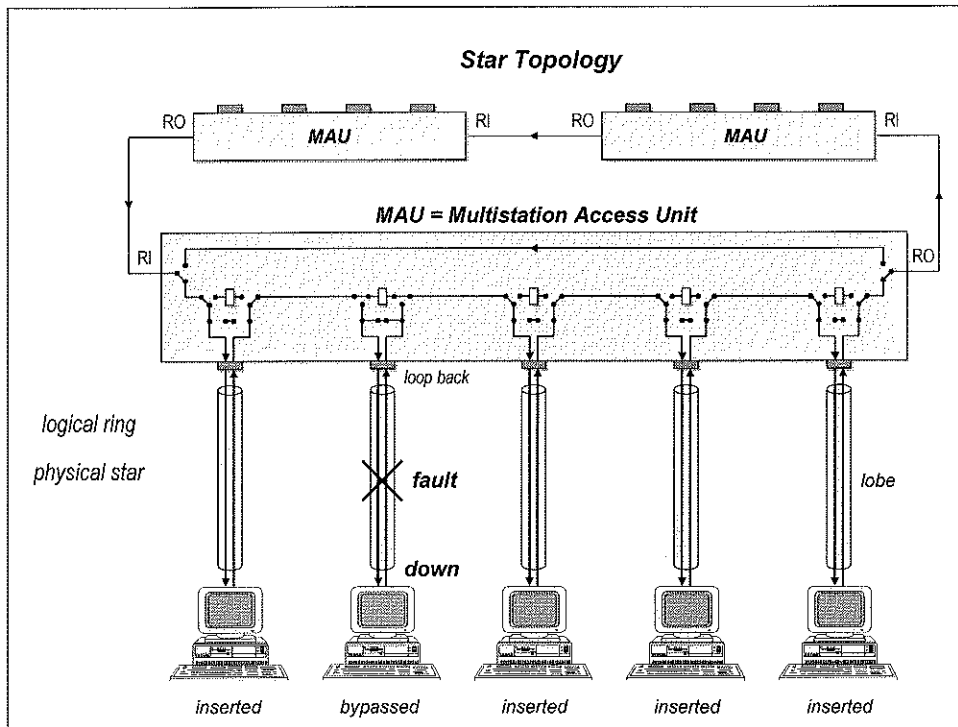 Star Topology
RO MAU RI RO MAU RI
MAU = Multistation Access Unit
RI RO
loop back
logical ring
physical star
fault
lobe
down
inserted bypassed inserted inserted inserted